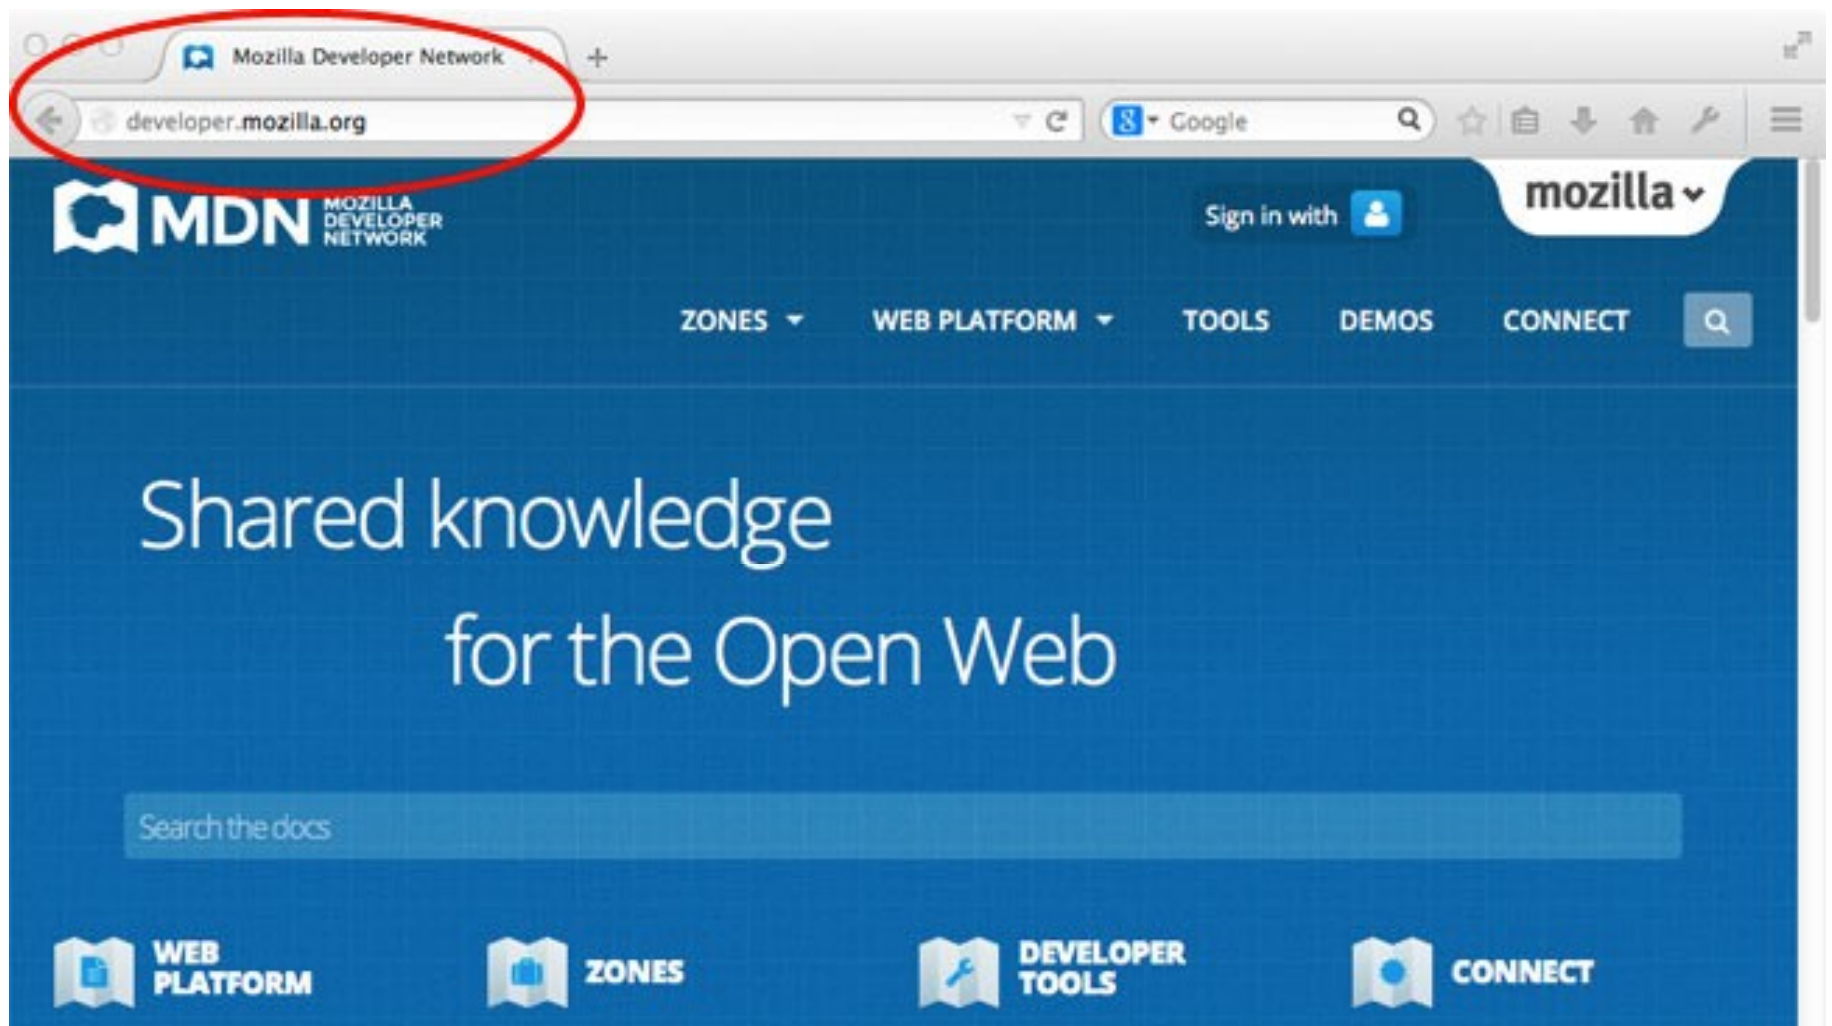 Mozilla Developer Network
developer.mozilla.org
Google
MDN MOZILLA
DEVELOPER
NETWORK
Sign in with
mozilla
ZONES WEB PLATFORM TOOLS DEMOS CONNECT
Shared knowledge
for the Open Web
Search the docs
WEB
PLATFORM
ZONES
DEVELOPER
TOOLS
CONNECT